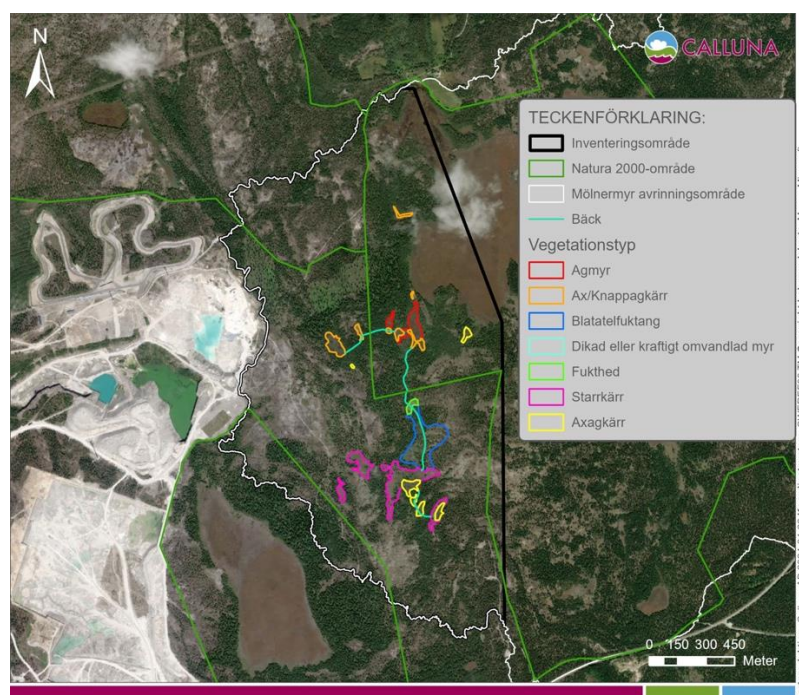 N
CALLUNA
TECKENFÖRKLARING:
Inventeringsområde
Natura 2000-område
Mölnermyr avrinningsområde
Bäck
Vegetationstyp
Agmyr
Ax/Knappagkärr
Blatatelfuktang
Dikad eller kraftigt omvandlad myr
Fukthed
Starrkärr
Axagkärr
0 150 300 450
Meter